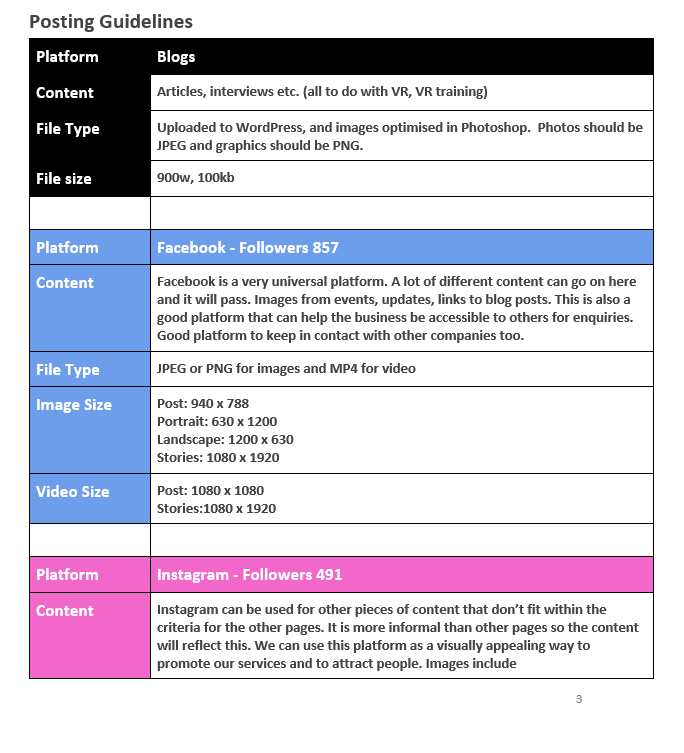 Posting Guidelines
Platform Blogs
Content Articles, interviews etc. (all to do with VR, VR training)
File Type Uploaded to WordPress, and images optimised in Photoshop. Photos should be
JPEG and graphics should be PNG.
File size 900w, 100kb
Platform Facebook - Followers 857
Content Facebook is a very universal platform. A lot of different content can go on here
and it will pass. Images from events, updates, links to blog posts. This is also a
good platform that can help the business be accessible to others for enquiries.
Good platform to keep in contact with other companies too.
File Type JPEG or PNG for images and MP4 for video
Image Size Post: 940 x 788
Portrait: 630 x 1200
Landscape: 1200 x 630
Stories: 1080 x 1920
Video Size Post: 1080 x 1080
Stories:1080 x 1920
Platform Instagram - Followers 491
Content Instagram can be used for other pieces of content that don’t fit within the
criteria for the other pages. It is more informal than other pages so the content
will reflect this. We can use this platform as a visually appealing way to
promote our services and to attract people. Images include
3